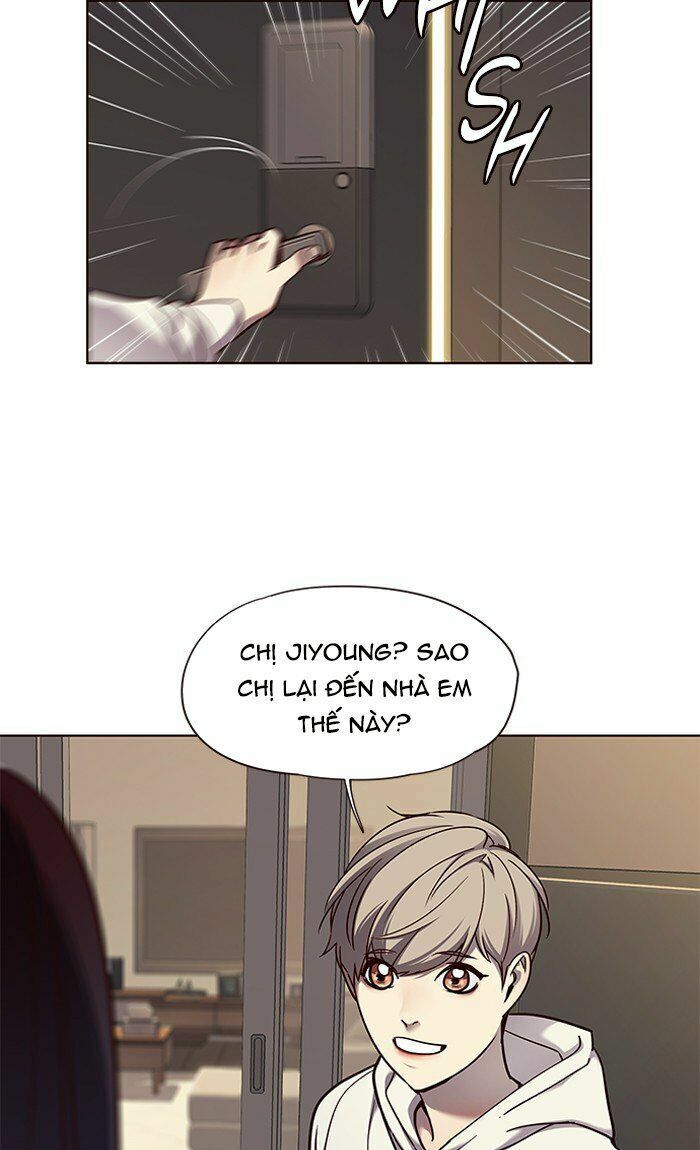 SH
CHỊ JIYOUNG? SAO
CHỊ LẠI ĐẾN NHÀ EM
THẾ NÀY?